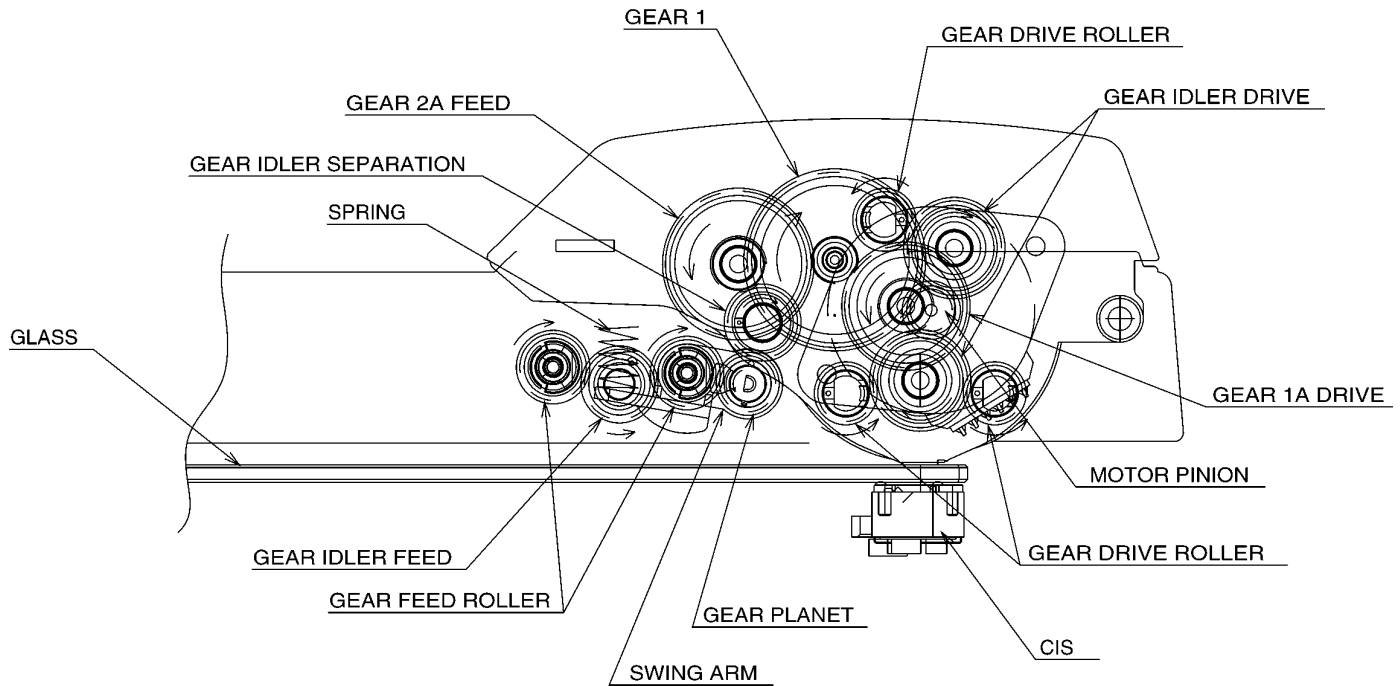 GEAR 1
GEAR DRIVE ROLLER
GEAR 2A FEED
GEAR IDLER DRIVE
GEAR IDLER SEPARATION
SPRING
GLASS
GEAR 1A DRIVE
MOTOR PINION
GEAR IDLER FEED
GEAR DRIVE ROLLER
GEAR FEED ROLLER
GEAR PLANET
CIS
SWING ARM